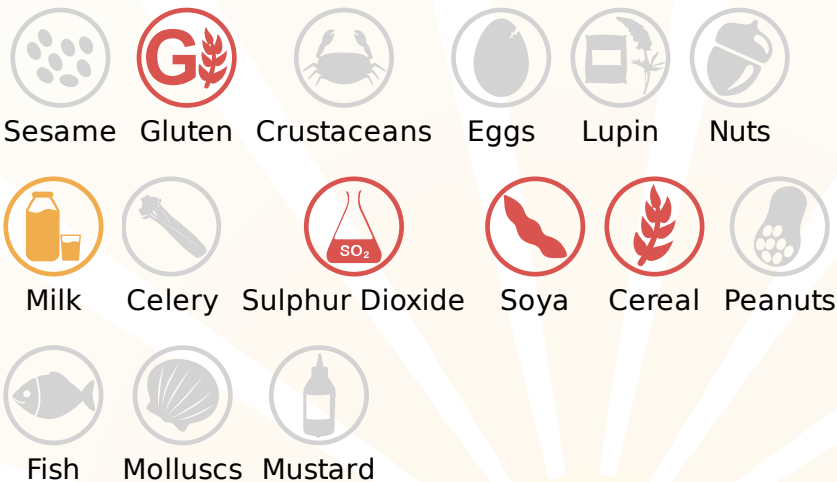 G
Sesame Gluten Crustaceans Eggs Lupin Nuts
SO₂
Milk Celery Sulphur Dioxide Soya Cereal Peanuts
Fish Molluscs Mustard